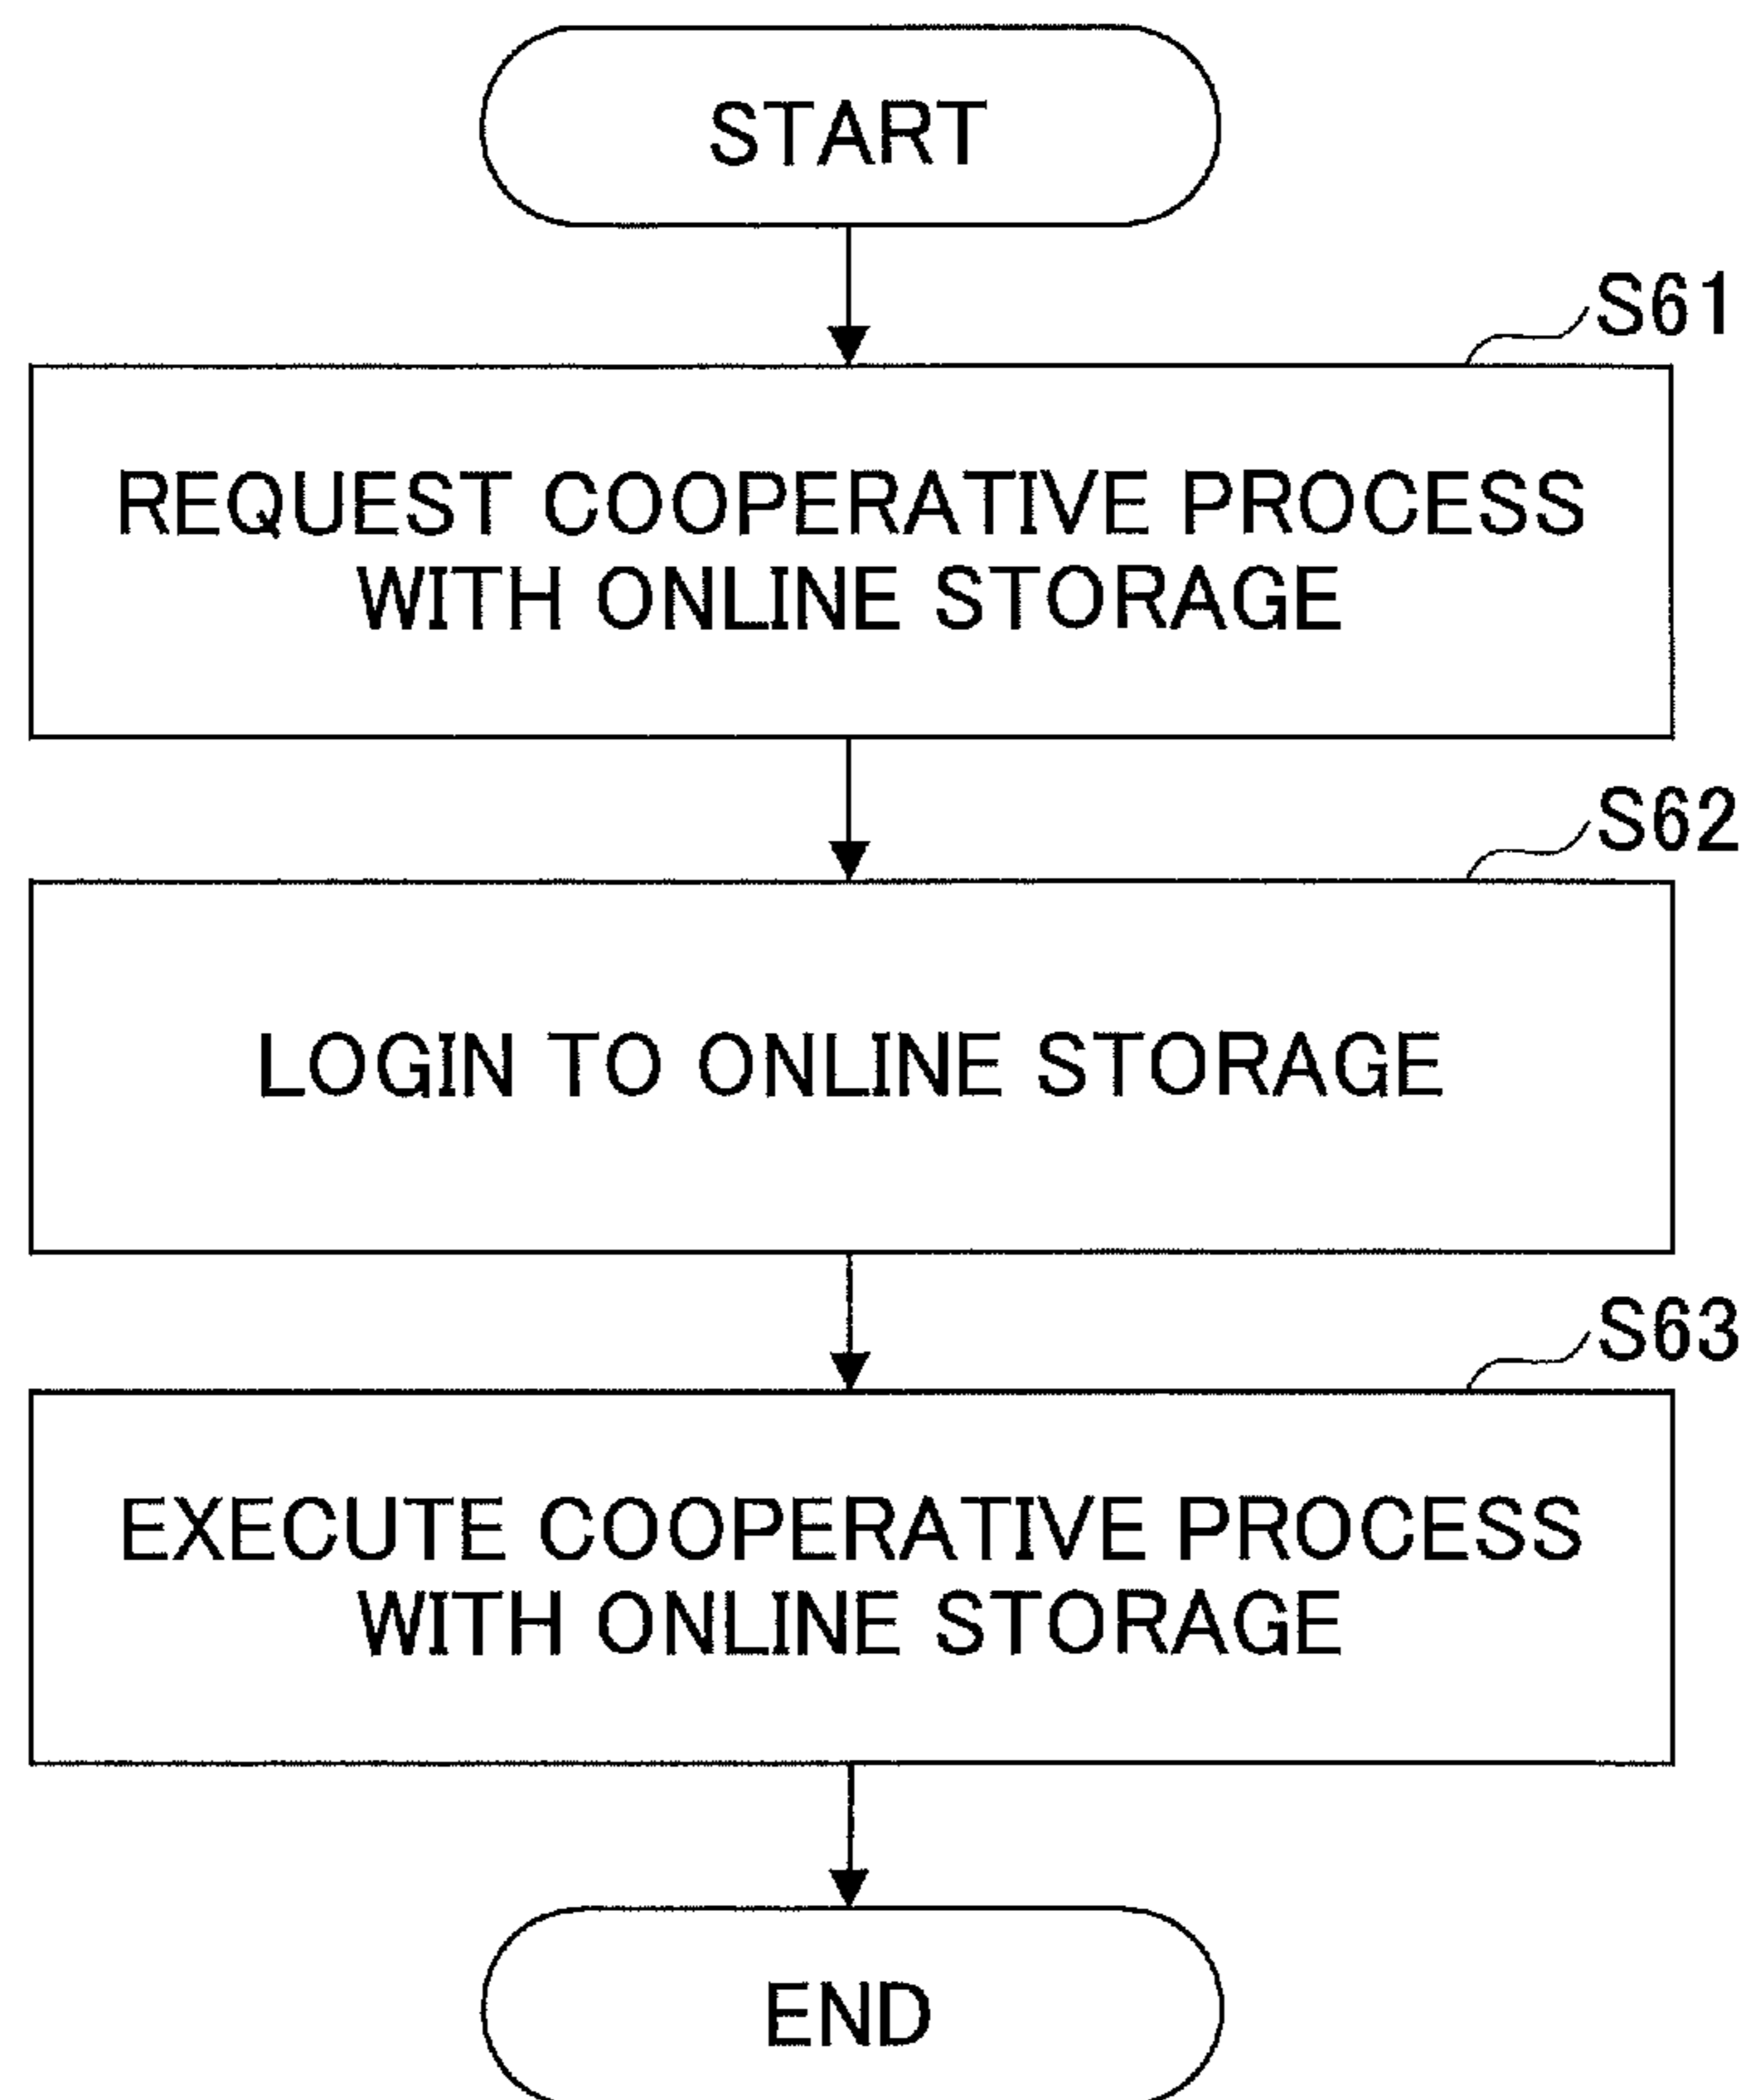 START
S61
REQUEST COOPERATIVE PROCESS
WITH ONLINE STORAGE
S62
LOGIN TO ONLINE STORAGE
S63
EXECUTE COOPERATIVE PROCESS
WITH ONLINE STORAGE
END